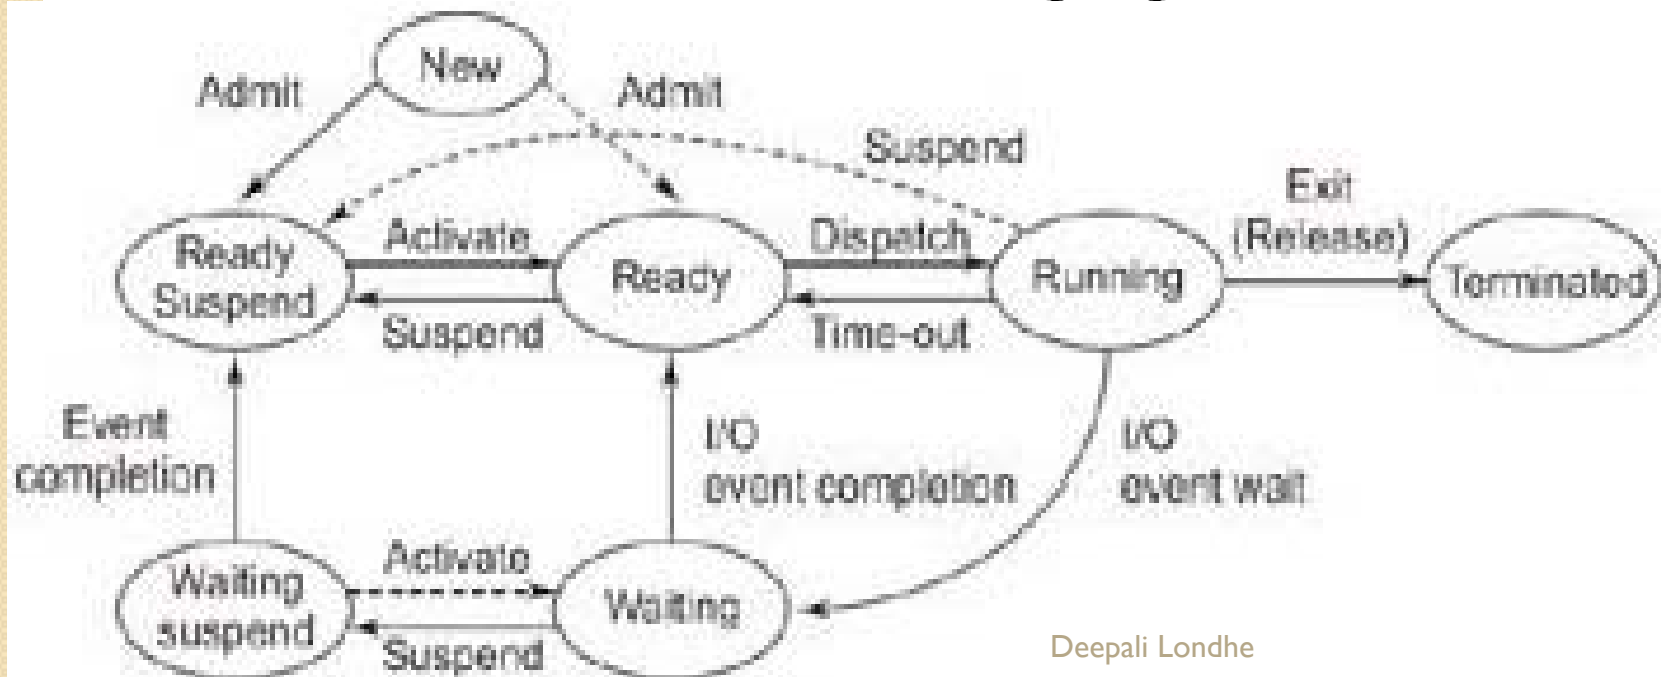 New
Admit
Admit
Suspend
Exit
(Release)
Ready
Suspend
Activate
Suspend
Ready
Dispatch
Time-out
Running
Terminated
Event
completion
I/O
event completion
I/O
event wait
Waiting
suspend
Activate
Suspend
Waiting
Deepali Londhe